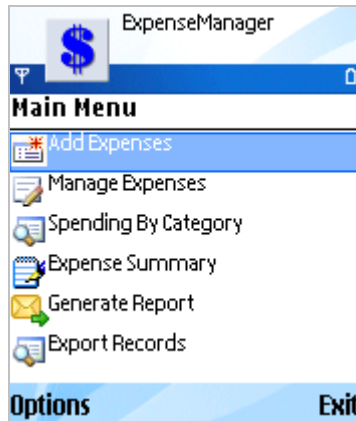 ExpenseManager
$
Main Menu
Add Expenses
Manage Expenses
Spending By Category
Expense Summary
Generate Report
Export Records
Options Exit